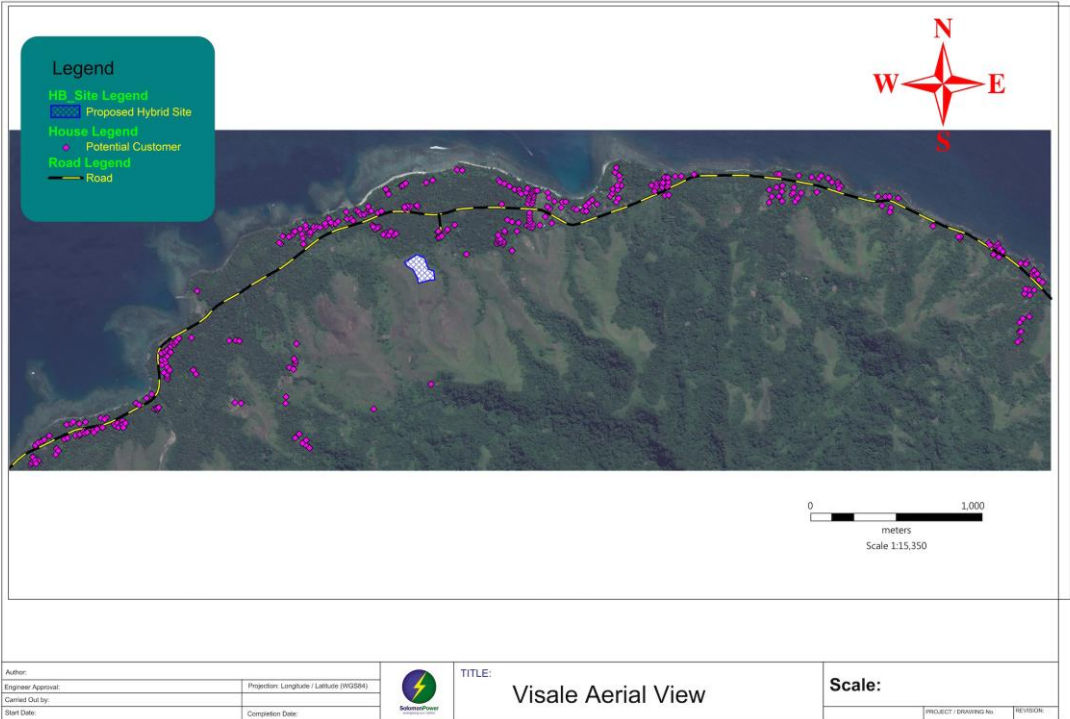 N
W E
S
Legend
HB_Site Legend
Proposed Hybrid Site
House Legend
Potential Customer
Road Legend
Road
0 1,000
meters
Scale 1:15,350
Author:
Engineer Approval:
Projection: Longitude / Latitude (WGS84)
Carried Out by:
Start Date:
Completion Date:
SolomonPower
TITLE:
Visale Aerial View
Scale:
PROJECT / DRAWING No.
REVISION: